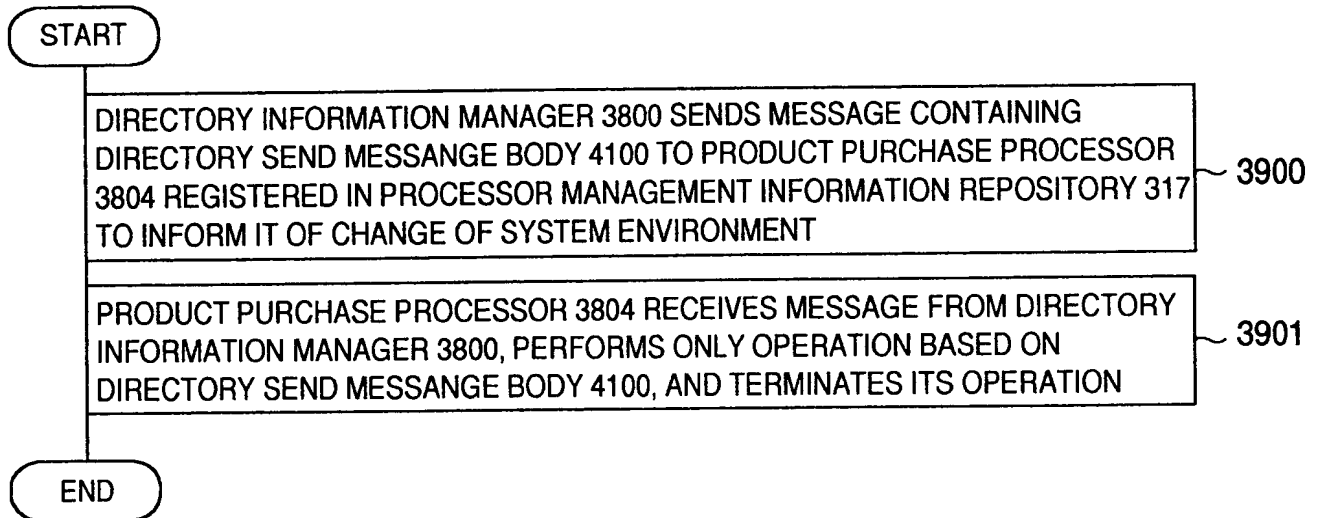 START
DIRECTORY INFORMATION MANAGER 3800 SENDS MESSAGE CONTAINING
DIRECTORY SEND MESSANGE BODY 4100 TO PRODUCT PURCHASE PROCESSOR
3804 REGISTERED IN PROCESSOR MANAGEMENT INFORMATION REPOSITORY 317
TO INFORM IT OF CHANGE OF SYSTEM ENVIRONMENT
3900
PRODUCT PURCHASE PROCESSOR 3804 RECEIVES MESSAGE FROM DIRECTORY
INFORMATION MANAGER 3800, PERFORMS ONLY OPERATION BASED ON
DIRECTORY SEND MESSANGE BODY 4100, AND TERMINATES ITS OPERATION
3901
END